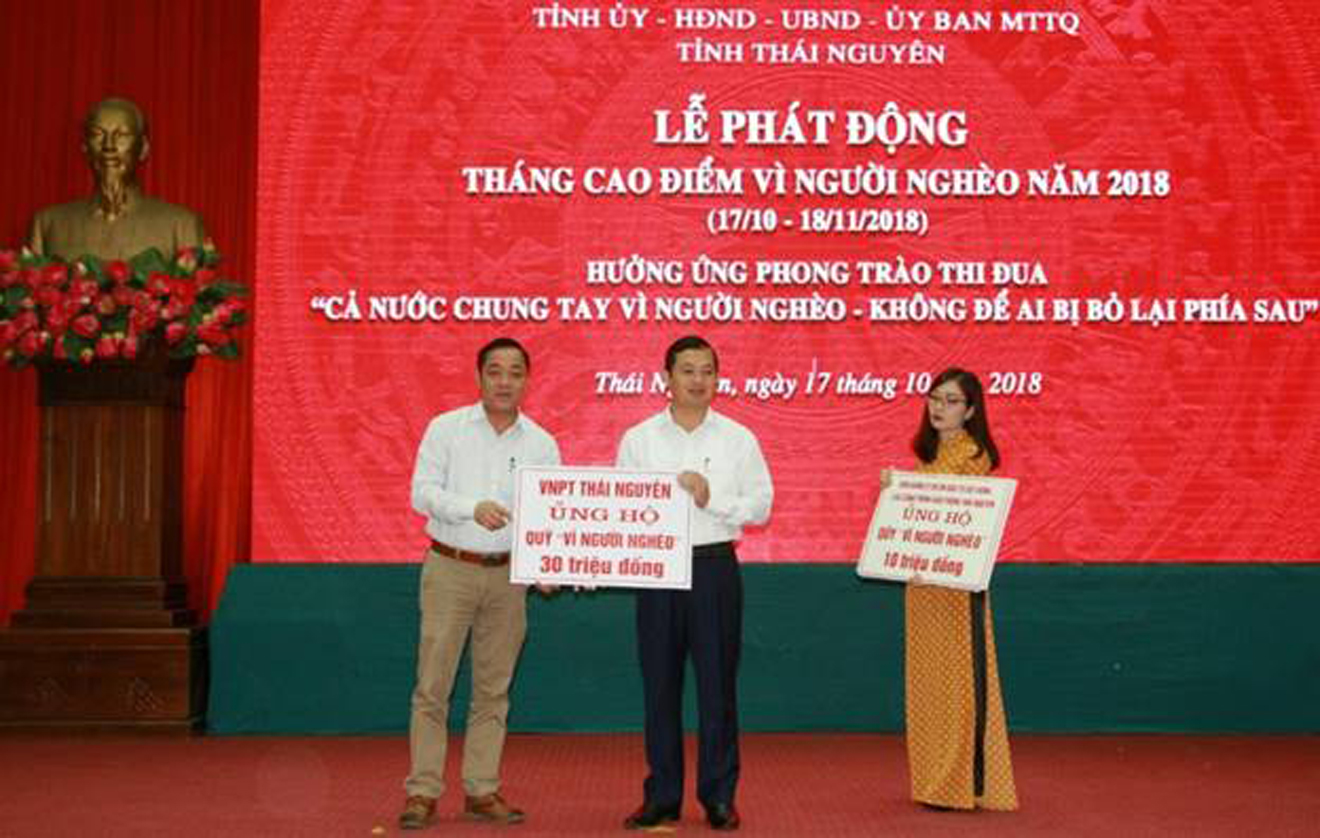 TỈNH ỦY - HĐND - UBND - ỦY BAN MTTQ
TỈNH THÁI NGUYÊN
LỄ PHÁT ĐỘNG
THÁNG CAO ĐIỂM VÌ NGƯỜI NGHÈO NĂM 2018
(17/10 - 18/11/2018)
HƯỞNG ỨNG PHONG TRÀO THI ĐUA
“CẢ NƯỚC CHUNG TAY VÌ NGƯỜI NGHÈO - KHÔNG ĐỂ AI BỊ BỎ LẠI PHÍA SAU”
Thái ngày 17 tháng 10 2018
VNPT THÁI NGUYÊN
ỦNG HỘ
QUỸ "VÌ NGƯỜI NGHÈO"
30 triệu đồng
ỦNG HỘ
QUỸ "VÌ NGƯỜI NGHÈO"
10 triệu đồng